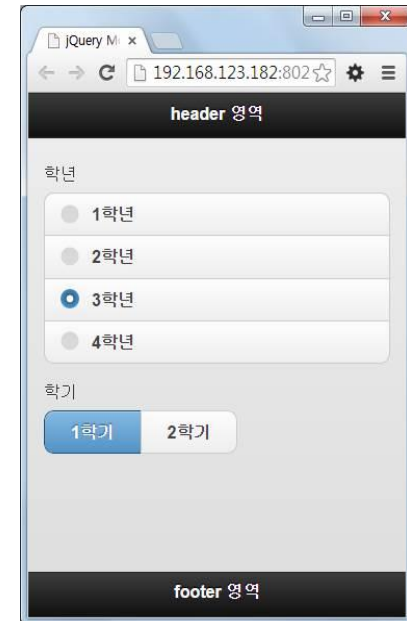 jQuery M
192.168.123.182:802
header 영역
학년
1학년
2학년
3학년
4학년
학기
1학기 2학기
footer 영역